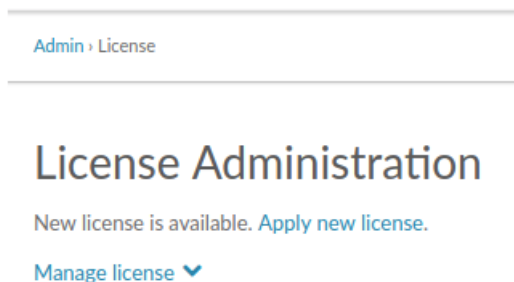 Admin › License
License Administration
New license is available. Apply new license.
Manage license